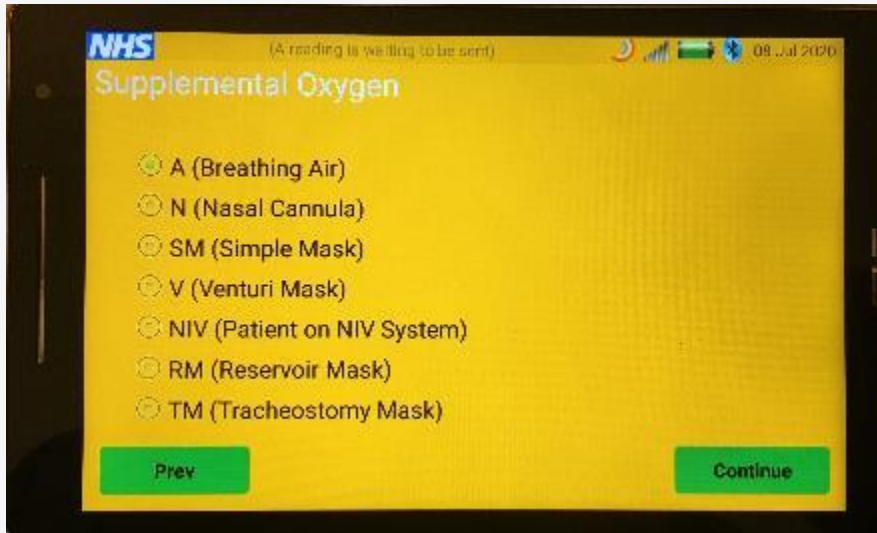 NHS
(A reading is waiting to be sent)
08 Jul 2020
Supplemental Oxygen
A (Breathing Air)
N (Nasal Cannula)
SM (Simple Mask)
V (Venturi Mask)
NIV (Patient on NIV System)
RM (Reservoir Mask)
TM (Tracheostomy Mask)
Prev
Continue